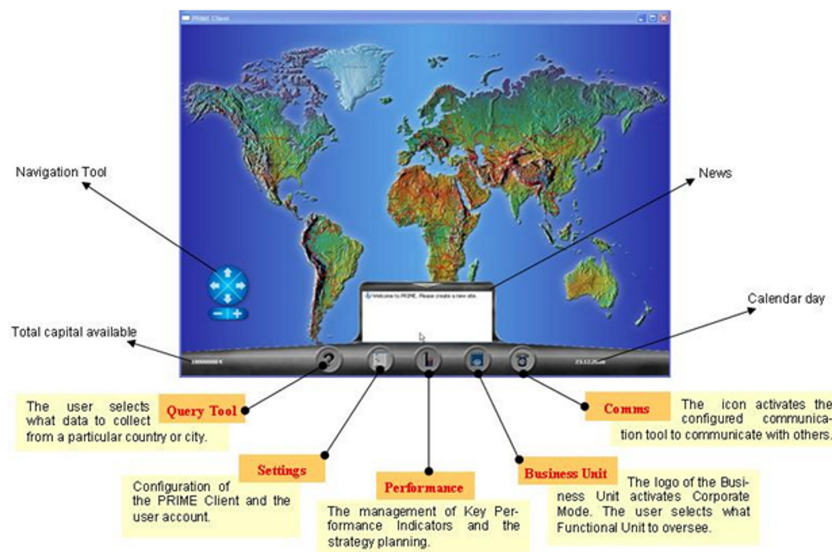 PRIME Client
Navigation Tool
News
Welcome to PRIME. Please create a new site.
Calendar day
Total capital available
The user selects
what data to collect
from a particular country or city.
Query Tool
Comms
The icon activates the
configured communica-
tion tool to communicate with others.
Settings
Configuration of
the PRIME Client and the
user account.
Performance
The management of Key Per-
formance Indicators and the
strategy planning.
Business Unit
The logo of the Busi-
ness Unit activates Corporate
Mode. The user selects what
Functional Unit to oversee.